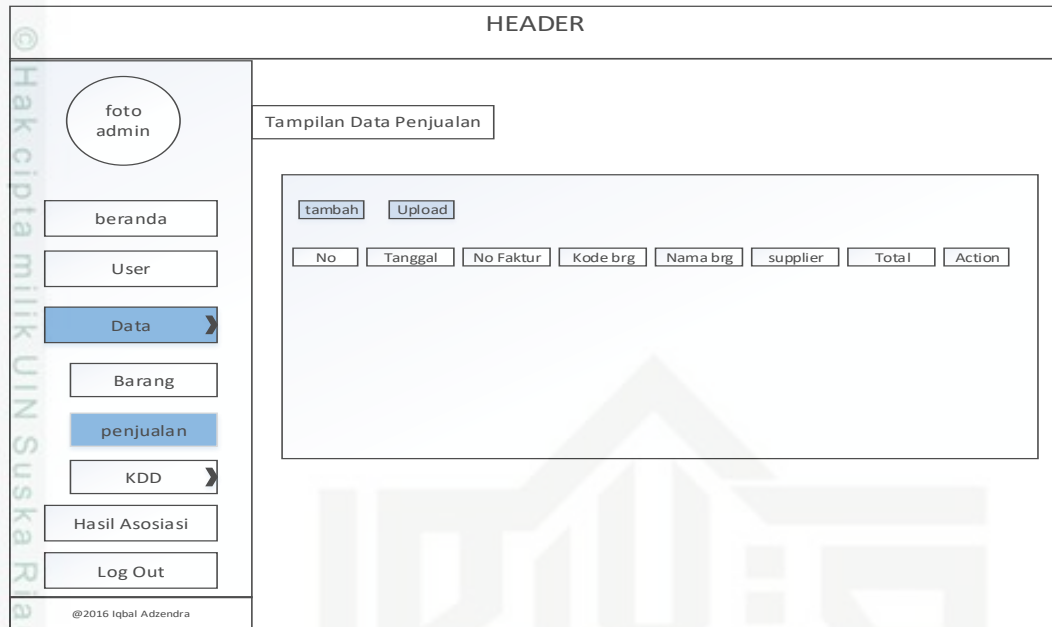 HEADER
© Hak cipta milik UIN Suska Ria
foto
admin
beranda
User
Data
Barang
penjualan
KDD
Hasil Asosiasi
Log Out
@2016 Iqbal Adzendra
Tampilan Data Penjualan
tambah Upload
No Tanggal No Faktur Kode brg Nama brg supplier Total Action